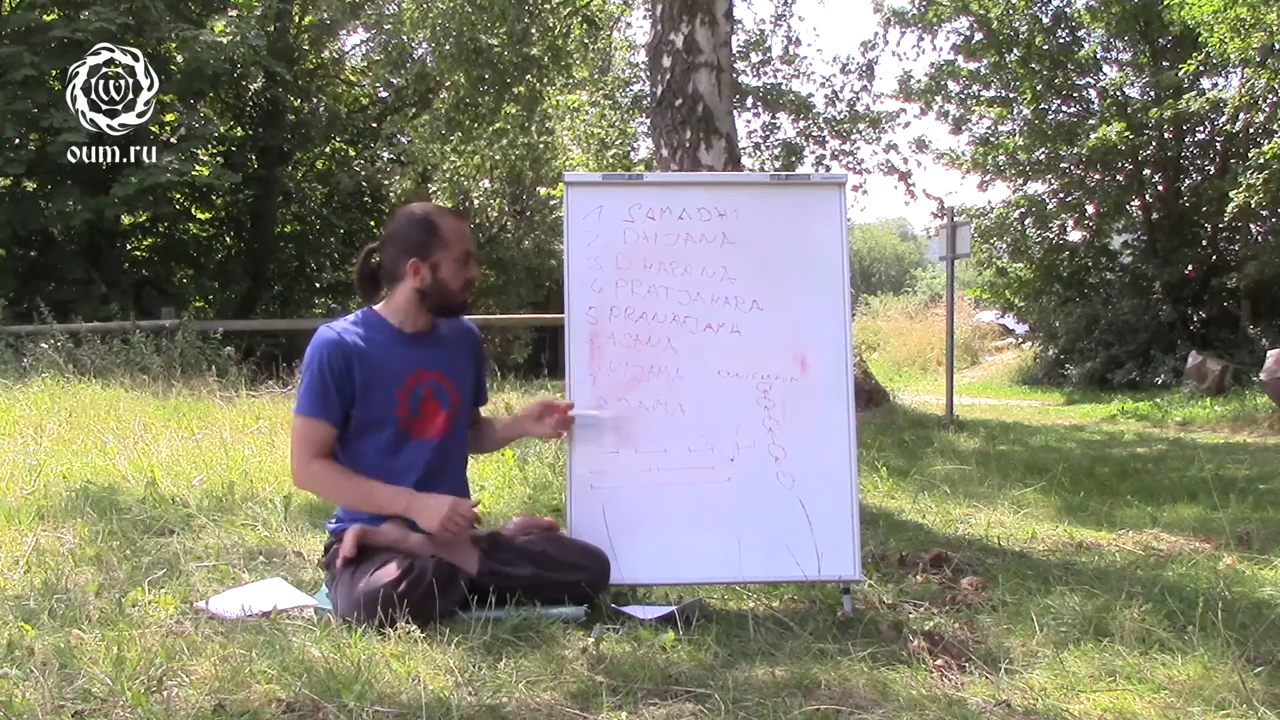 oum.ru
1. SAMADHI
2. DHJANA
3. DHARANA
4 PRATJAHARA
5 PRANAJAMA
6. ASANA
7. NIJAMA
8. JAMA